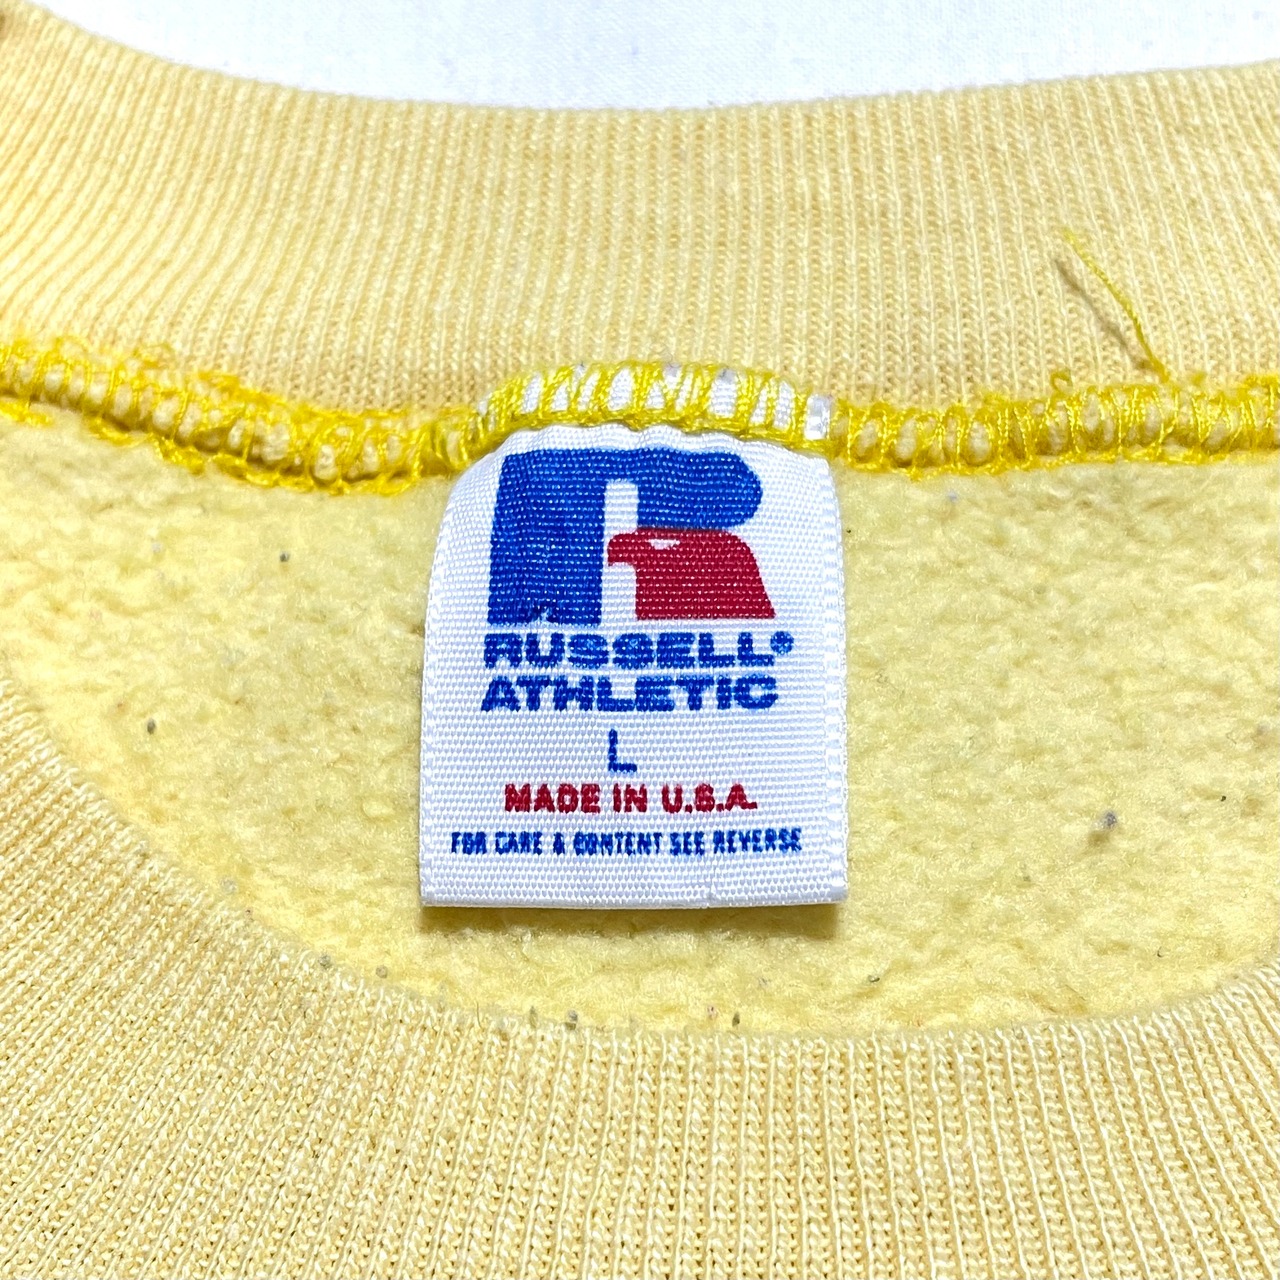 R
RUSSELL®
ATHLETIC
L
MADE IN U.S.A.
FOR CARE & CONTENT SEE REVERSE